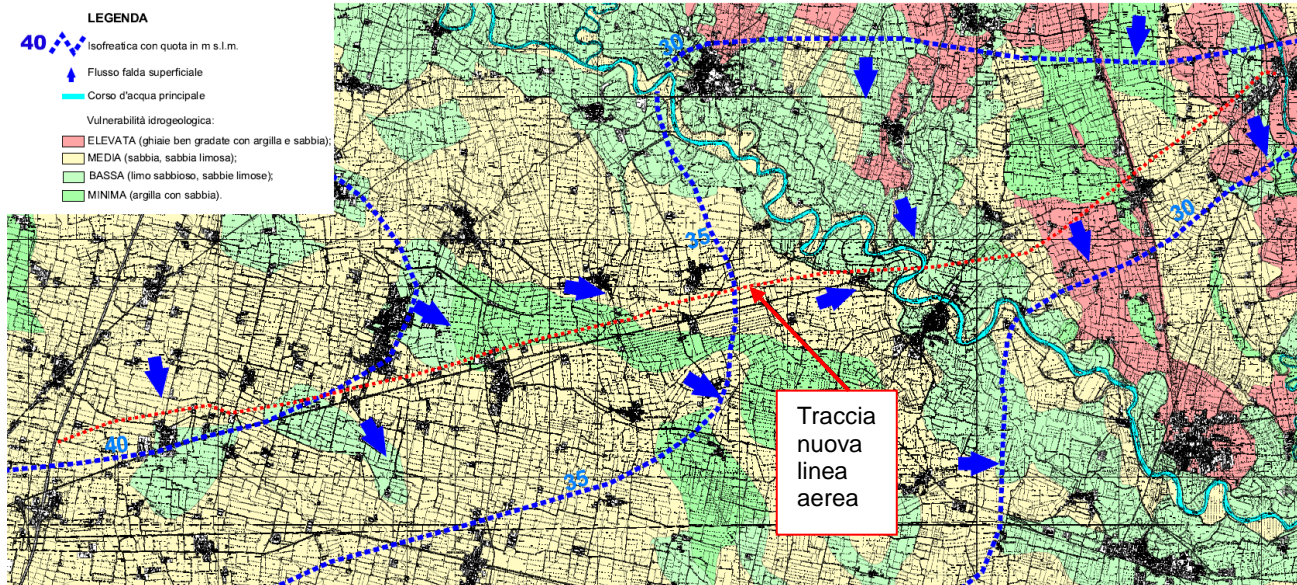 LEGENDA
40 Isofreatica con quota in m s.l.m.
Flusso falda superficiale
Corso d'acqua principale
Vulnerabilità idrogeologica:
ELEVATA (ghiaie ben gradate con argilla e sabbia);
MEDIA (sabbia, sabbia limosa);
BASSA (limo sabbioso, sabbie limose);
MINIMA (argilla con sabbia).
30
35
30
40
35
Traccia
nuova
linea
aerea